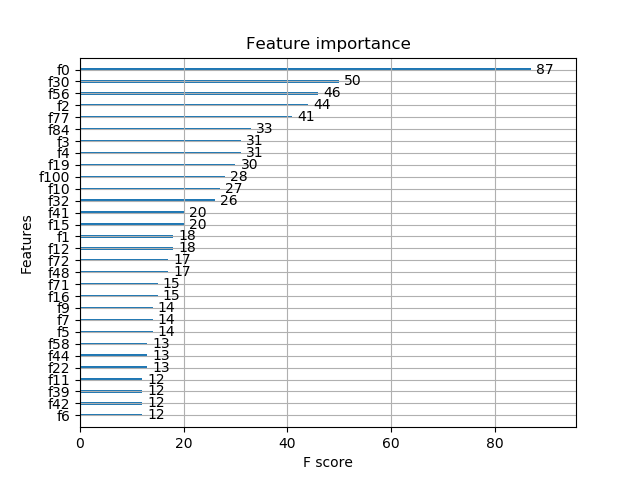 Feature importance
Features
f0 87
f30 50
f56 46
f2 44
f77 41
f84 33
f3 31
f4 31
f19 30
f100 28
f10 27
f32 26
f41 20
f15 20
f1 18
f12 18
f72 17
f48 17
f71 15
f16 15
f9 14
f7 14
f5 14
f58 13
f44 13
f22 13
f11 12
f39 12
f42 12
f6 12
0 20 40 60 80
F score